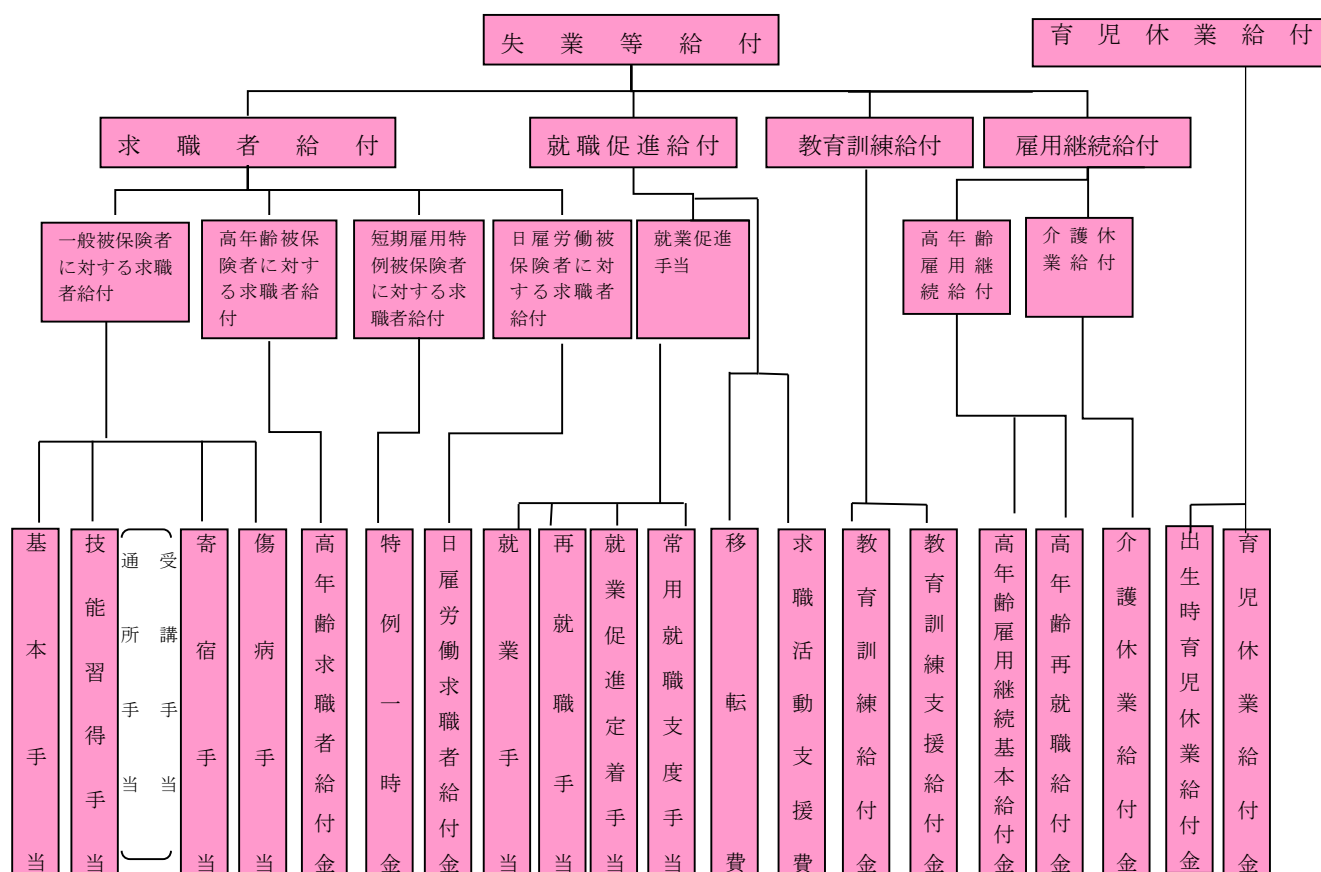 失業等給付
育児休業給付
求職者給付
就職促進給付
教育訓練給付
雇用継続給付
一般被保険者
に対する求職
者給付
高年齢被保
険者に対す
る求職者給
付
短期雇用特
例被保険者
に対する求
職者給付
日雇労働被
保険者に対
する求職者
給付
就業促進
手当
高年齢
雇用継
続給付
介護休
業給付
基本手当
技能習得手当
受講手当
通所手当
寄宿手当
傷病手当
高年齢求職者給付金
特例一時金
日雇労働求職者給付金
就業手当
再就職手当
就業促進定着手当
常用就職支度手当
移転費
求職活動支援費
教育訓練給付金
教育訓練支援給付金
高年齢雇用継続基本給付金
高年齢再就職給付金
介護休業給付金
出生時育児休業給付金
育児休業給付金